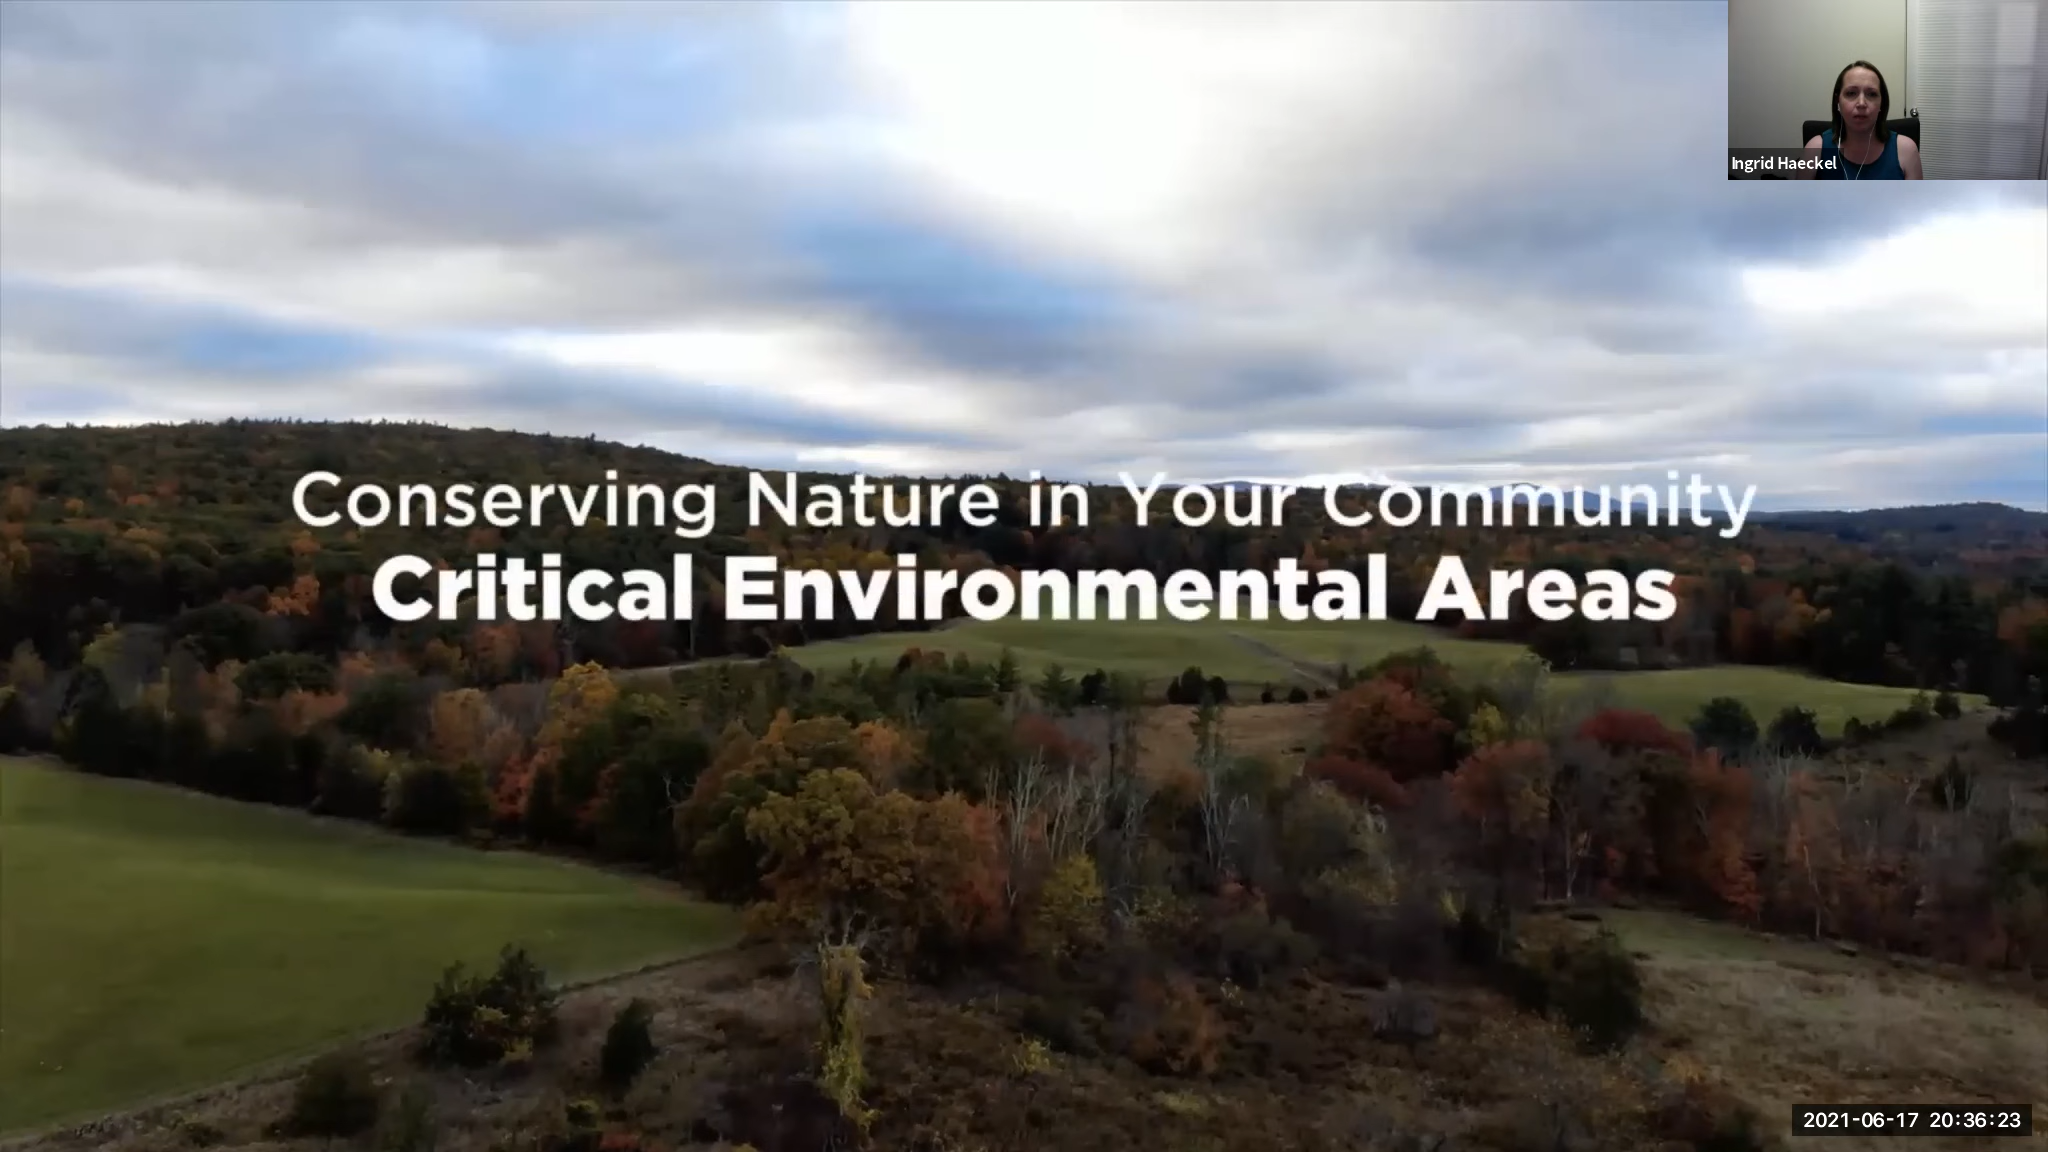 Ingrid Haeckel
Conserving Nature in Your Community
Critical Environmental Areas
2021-06-17 20:36:23